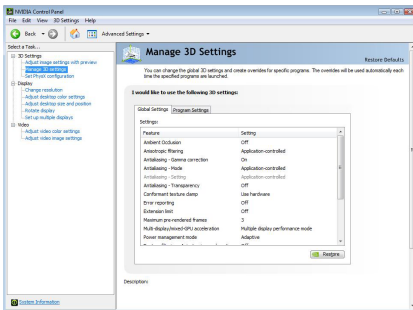 NVIDIA Control Panel
File Edit View 3D Settings Help
Back Advanced Settings
Select a Task...
3D Settings
Adjust image settings with preview
Manage 3D settings
Set PhysX configuration
Display
Change resolution
Adjust desktop color settings
Adjust desktop size and position
Rotate display
Set up multiple displays
Video
Adjust video color settings
Adjust video image settings
System Information
Manage 3D Settings
Restore Defaults
You can change the global 3D settings and create overrides for specific programs. The overrides will be used automatically each
time the specified programs are launched.
I would like to use the following 3D settings:
Global Settings Program Settings
Settings:
Feature Setting
Ambient Occlusion Off
Anisotropic filtering Application-controlled
Antialiasing - Gamma correction On
Antialiasing - Mode Application-controlled
Antialiasing - Setting Application-controlled
Antialiasing - Transparency Off
Conformant texture clamp Use hardware
Error reporting Off
Extension limit Off
Maximum pre-rendered frames 3
Multi-display/mixed-GPU acceleration Multiple display performance mode
Power management mode Adaptive
Restore
Description: